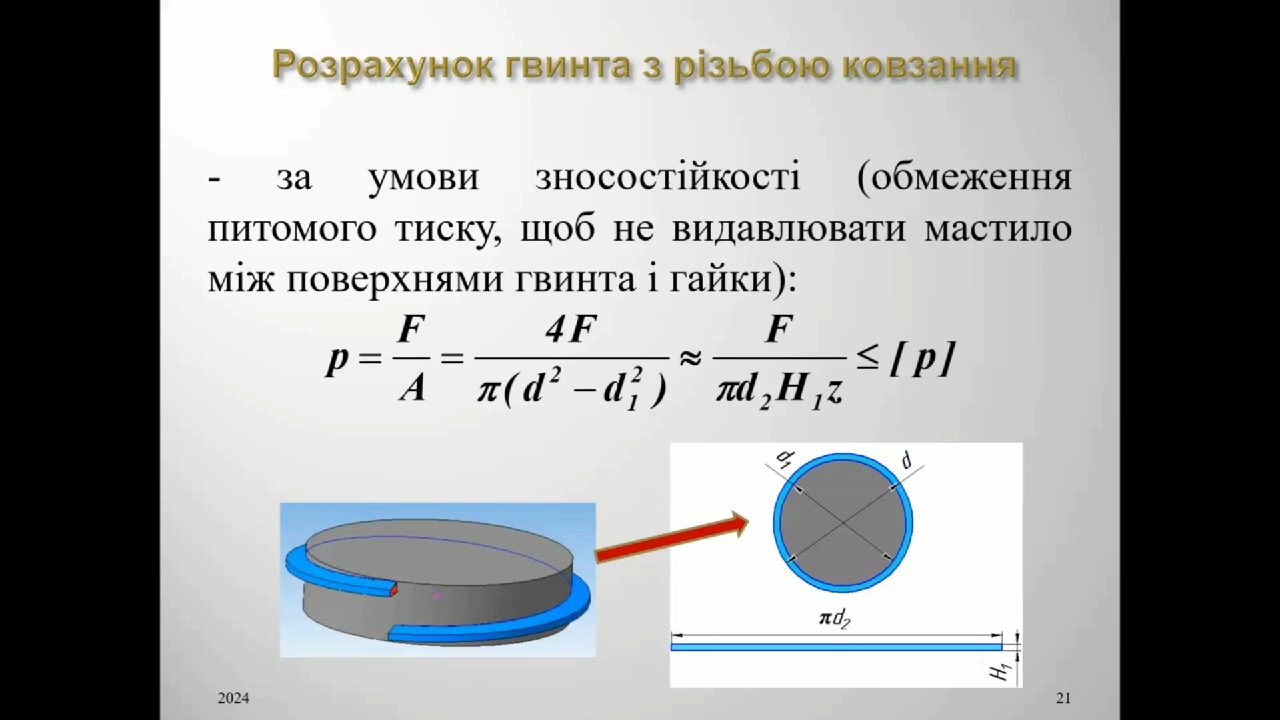 Розрахунок гвинта з різьбою ковзання
- за умови зносостійкості (обмеження
питомого тиску, щоб не видавлювати мастило
між поверхнями гвинта і гайки):
p = F/A = 4F/π(d² – d₁²) ≈ F/πd₂H₁z ≤ [p]
d₁ d
πd₂
H₁
2024 21